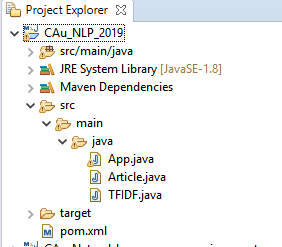 Project Explorer
CAu_NLP_2019
src/main/java
JRE System Library [JavaSE-1.8]
Maven Dependencies
src
main
java
App.java
Article.java
TFIDF.java
target
pom.xml